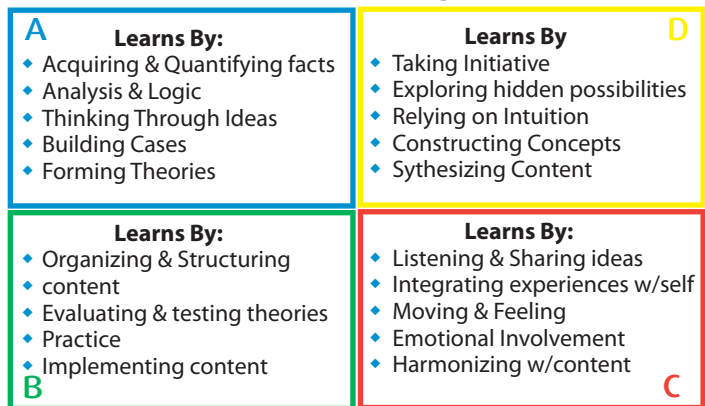 A
Learns By:
Acquiring & Quantifying facts
Analysis & Logic
Thinking Through Ideas
Building Cases
Forming Theories
D
Learns By
Taking Initiative
Exploring hidden possibilities
Relying on Intuition
Constructing Concepts
Sythesizing Content
Learns By:
Organizing & Structuring
content
Evaluating & testing theories
Practice
Implementing content
B
Learns By:
Listening & Sharing ideas
Integrating experiences w/self
Moving & Feeling
Emotional Involvement
Harmonizing w/content
C